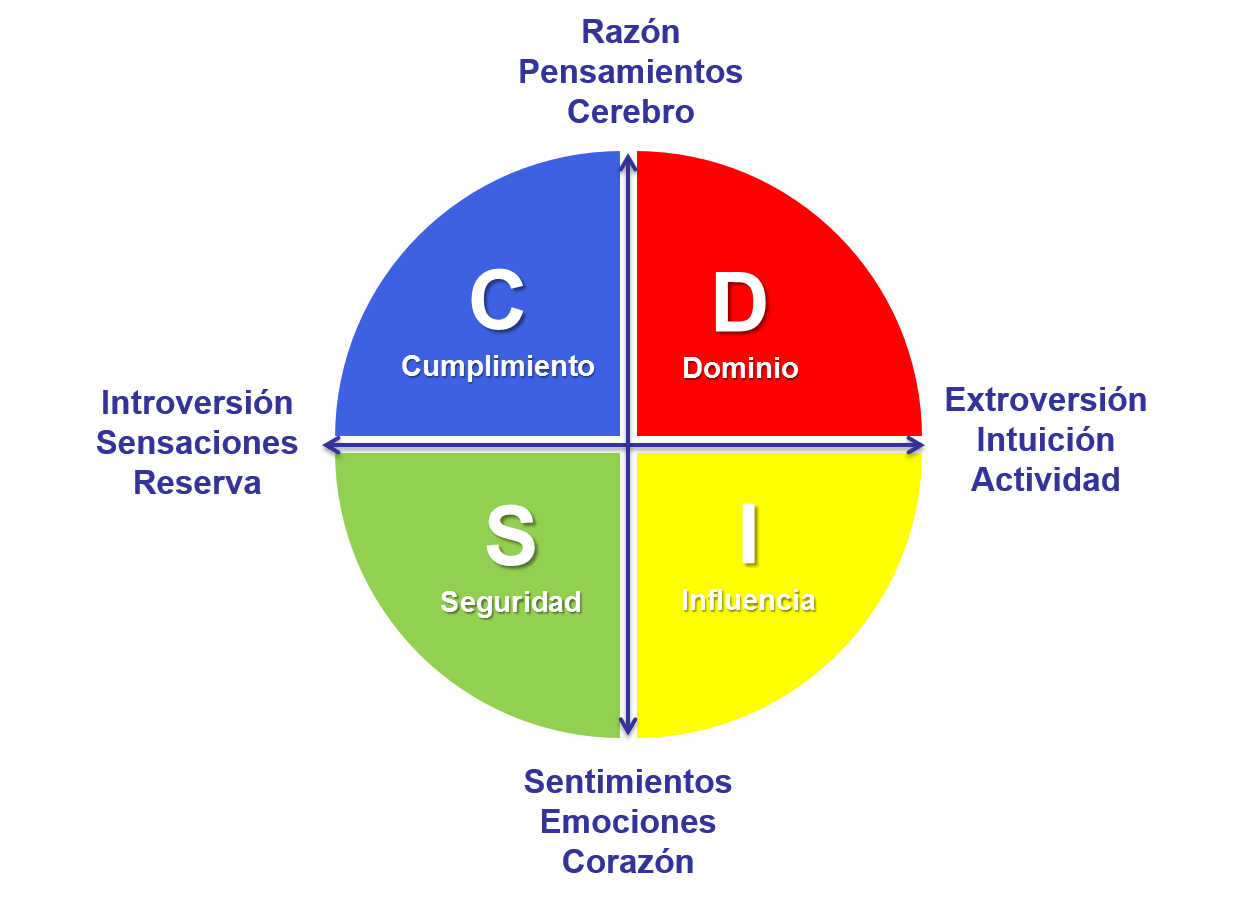 Razón
Pensamientos
Cerebro
C
Cumplimiento
D
Dominio
Introversión
Sensaciones
Reserva
Extroversión
Intuición
Actividad
S
Seguridad
I
Influencia
Sentimientos
Emociones
Corazón